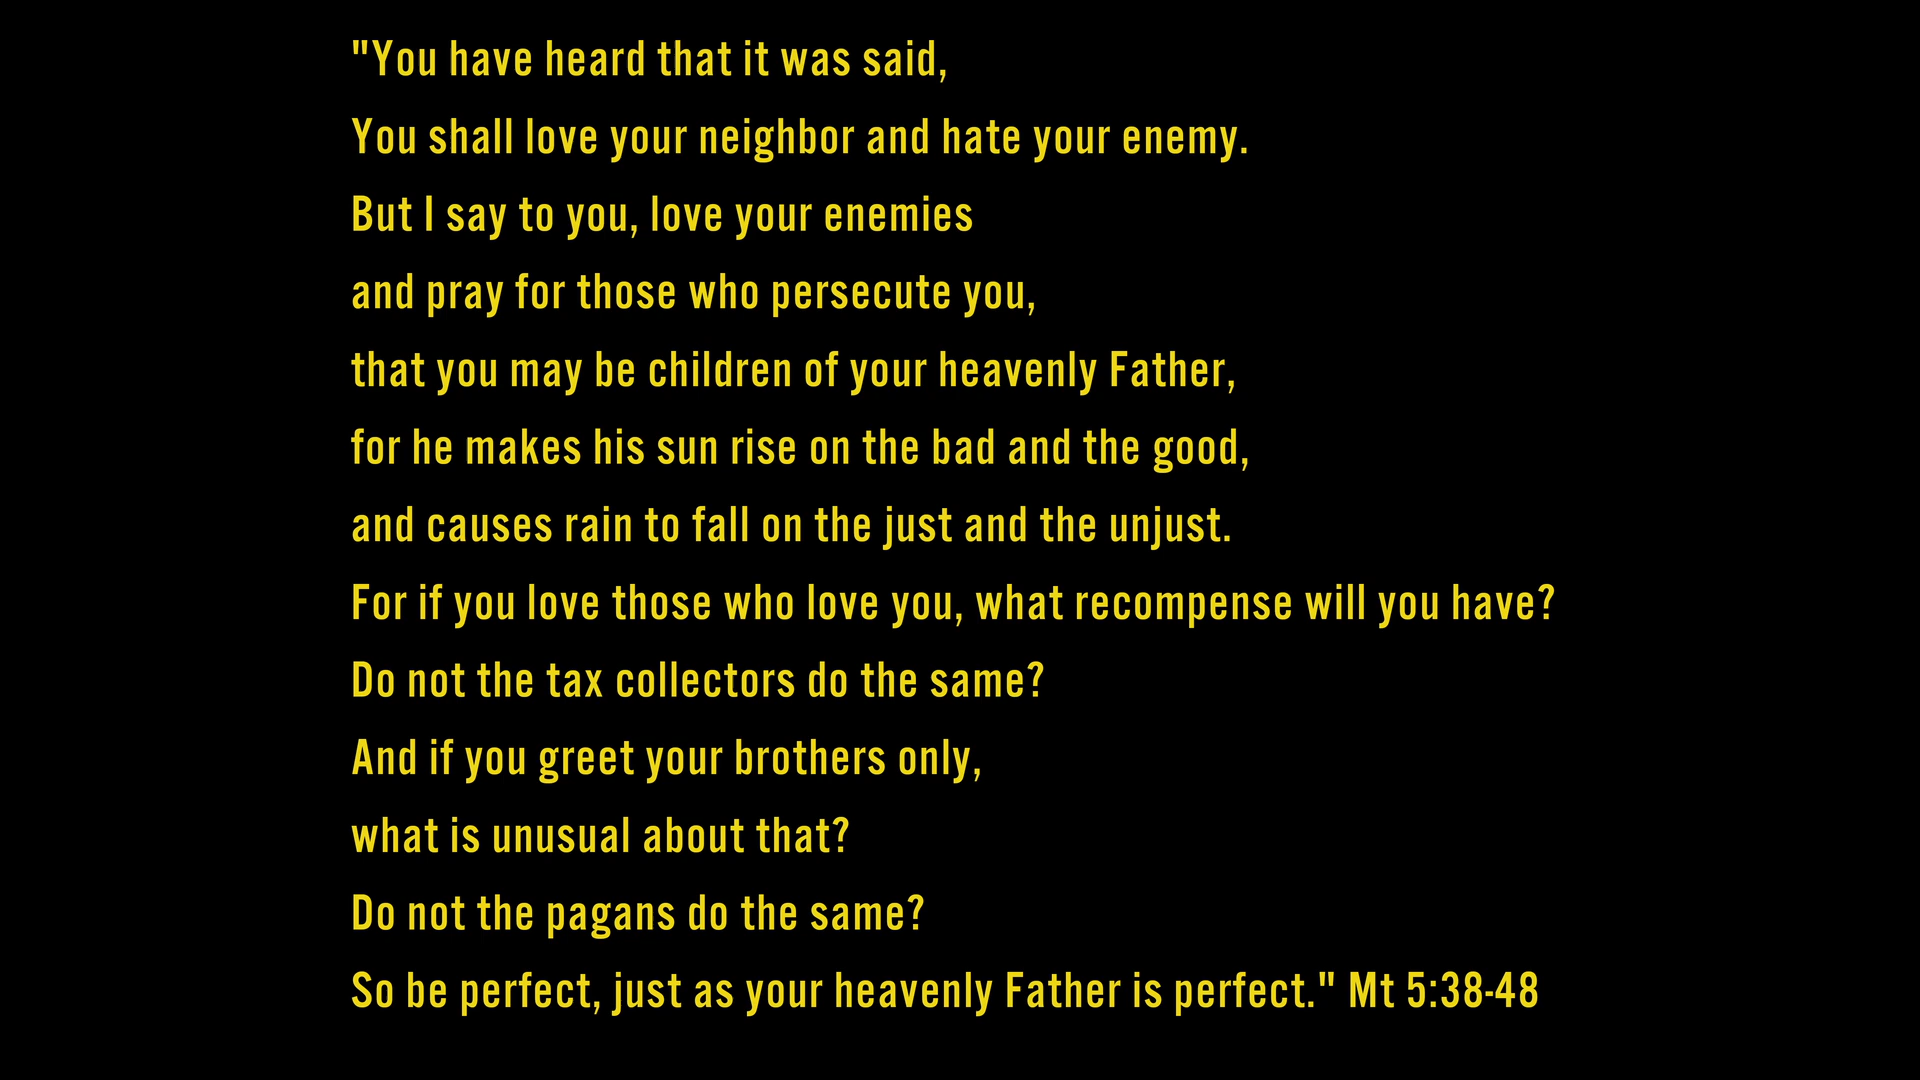 "You have heard that it was said,
You shall love your neighbor and hate your enemy.
But I say to you, love your enemies
and pray for those who persecute you,
that you may be children of your heavenly Father,
for he makes his sun rise on the bad and the good,
and causes rain to fall on the just and the unjust.
For if you love those who love you, what recompense will you have?
Do not the tax collectors do the same?
And if you greet your brothers only,
what is unusual about that?
Do not the pagans do the same?
So be perfect, just as your heavenly Father is perfect." Mt 5:38-48